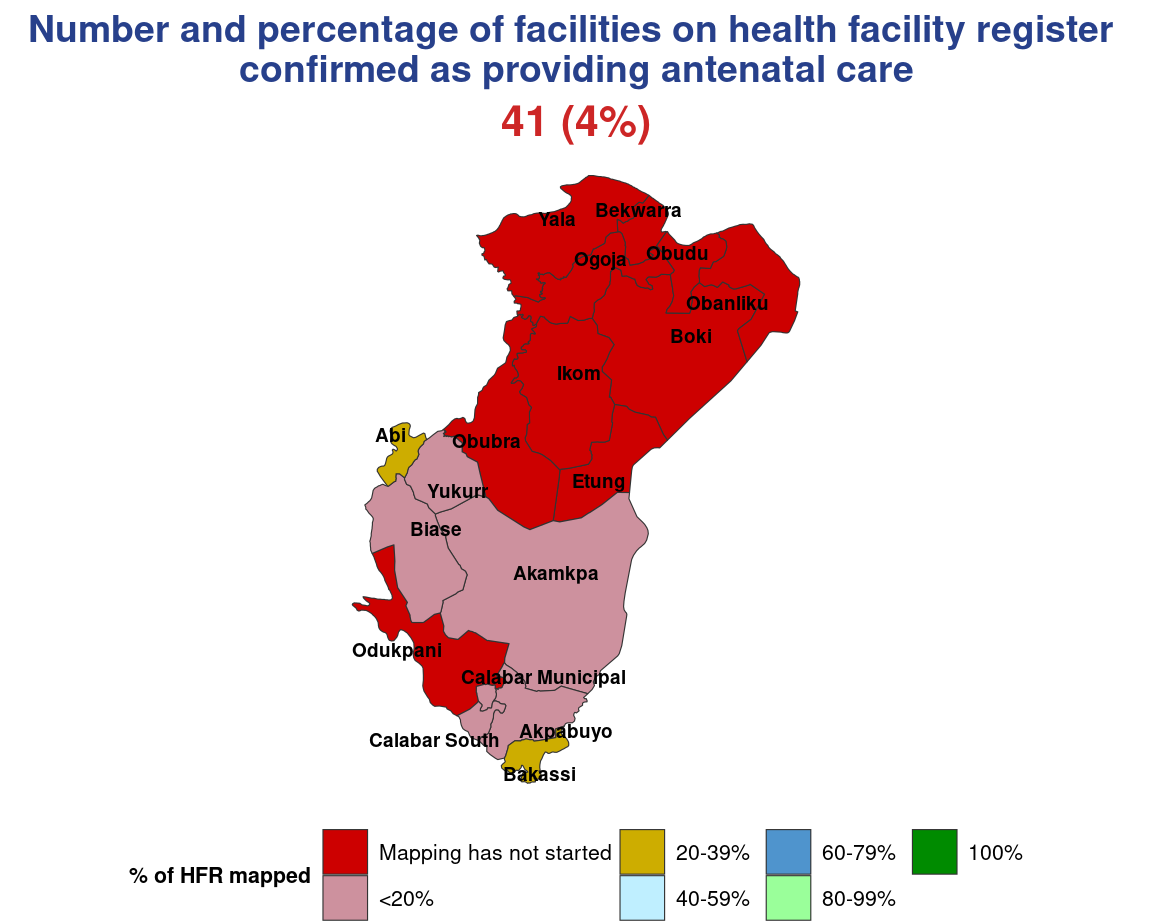 Number and percentage of facilities on health facility register
confirmed as providing antenatal care
41 (4%)
Yala
Bekwarra
Ogoja
Obudu
Obanliku
Boki
Ikom
Abi
Obubra
Yukurr
Etung
Biase
Akamkpa
Odukpani
Calabar Municipal
Calabar South
Akpabuyo
Bakassi
% of HFR mapped
Mapping has not started
<20%
20-39%
40-59%
60-79%
80-99%
100%